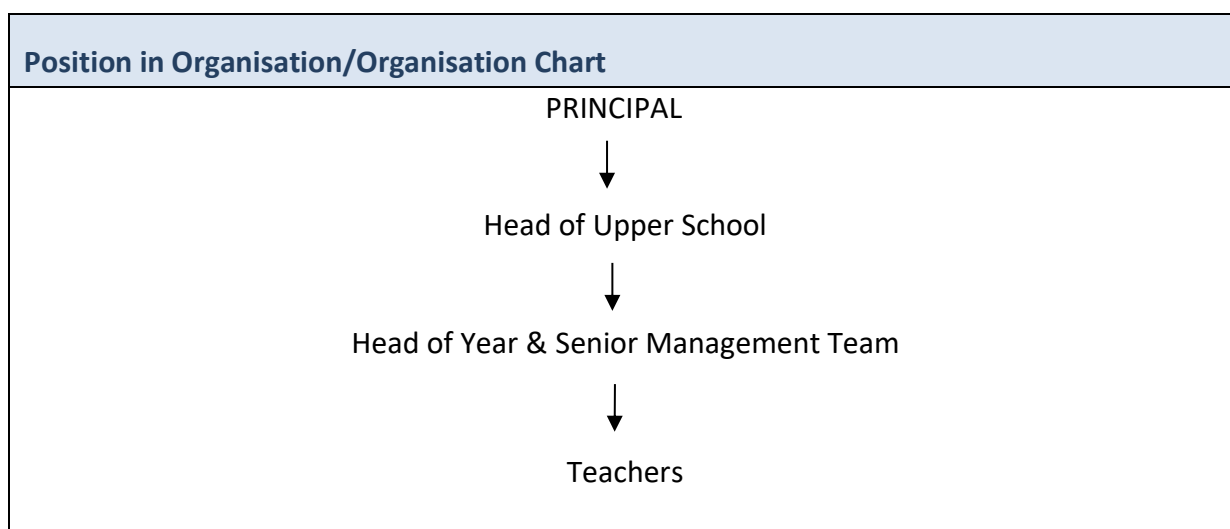 Position in Organisation/Organisation Chart
PRINCIPAL
Head of Upper School
Head of Year & Senior Management Team
Teachers